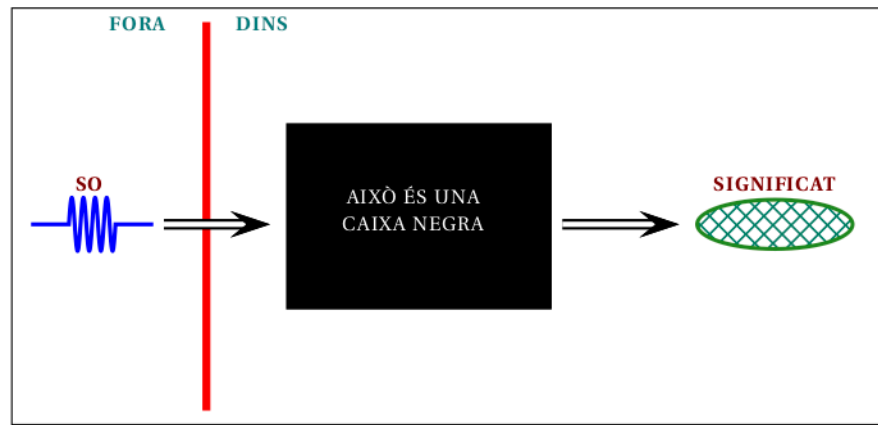 FORA DINS
SO
AIXÒ ÉS UNA
CAIXA NEGRA
SIGNIFICAT